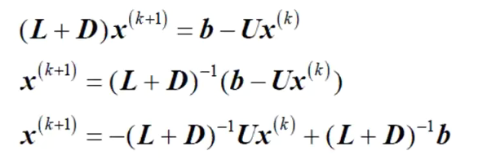 (L + D)x^{(k+1)} = b − Ux^{(k)}
x^{(k+1)} = (L + D)^{-1}(b − Ux^{(k)})
x^{(k+1)} = −(L + D)^{-1}Ux^{(k)} + (L + D)^{-1}b